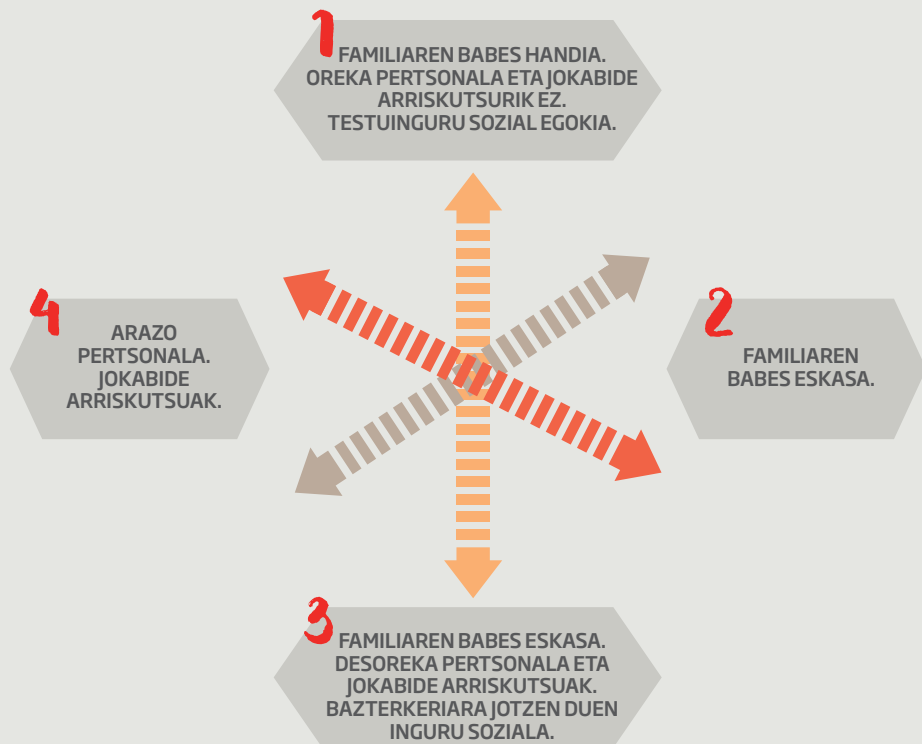 1
FAMILIAREN BABES HANDIA.
OREKA PERTSONALA ETA JOKABIDE
ARRISKUTSURIK EZ.
TESTUINGURU SOZIAL EGOKIA.
4
ARAZO
PERTSONALA.
JOKABIDE
ARRISKUTSUAK.
2
FAMILIAREN
BABES ESKASA.
3
FAMILIAREN BABES ESKASA.
DESOREKA PERTSONALA ETA
JOKABIDE ARRISKUTSUAK.
BAZTERKERIARA JOTZEN DUEN
INGURU SOZIALA.